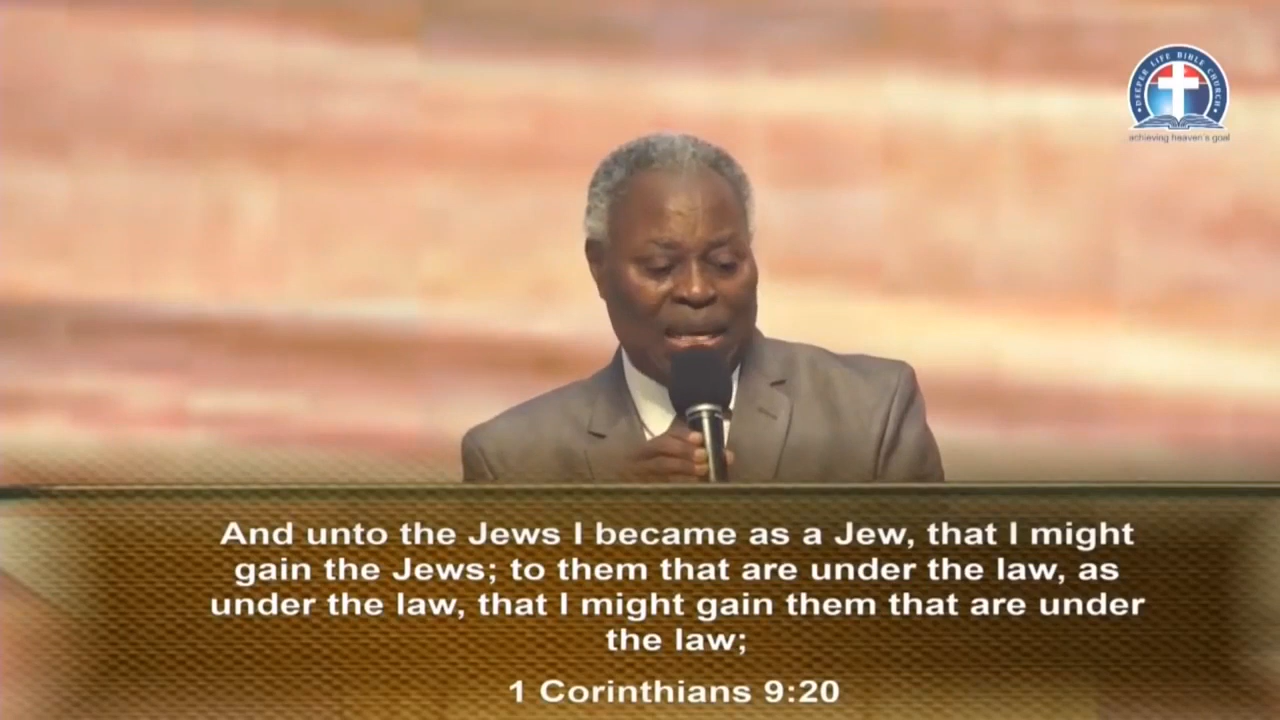 DEEPER LIFE BIBLE CHURCH
achieving heaven's goal
And unto the Jews I became as a Jew, that I might
gain the Jews; to them that are under the law, as
under the law, that I might gain them that are under
the law;
1 Corinthians 9:20